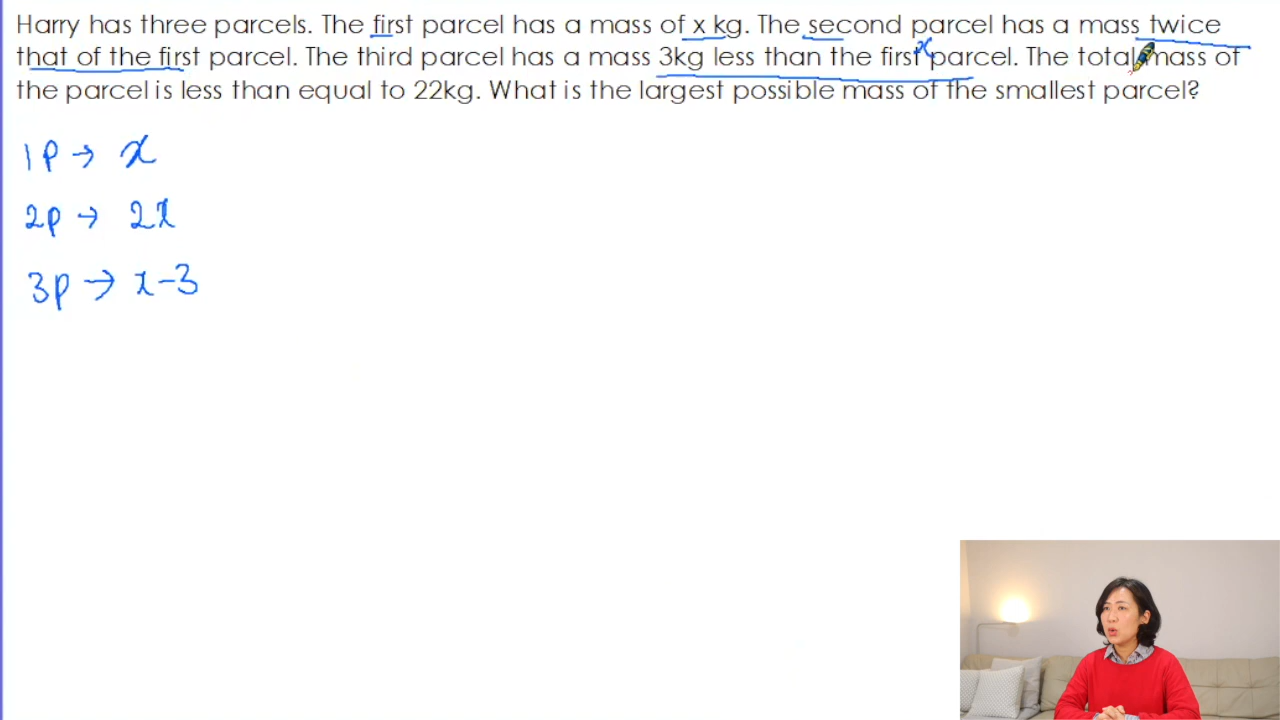 Harry has three parcels. The first parcel has a mass of x kg. The second parcel has a mass twice
that of the first parcel. The third parcel has a mass 3kg less than the first parcel. The total mass of
x
the parcel is less than equal to 22kg. What is the largest possible mass of the smallest parcel?
1P → x
2P → 2x
3P → x-3